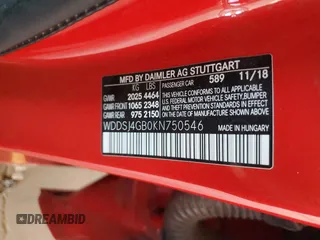 MFD BY DAIMLER AG STUTTGART
PASSENGER CAR 589 11/18
KG LBS
GVWR 2025 4464
GAWR FRONT 1065 2348
GAWR REAR 975 2150
THIS VEHICLE CONFORMS TO ALL APPLICABLE
FEDERAL MOTOR VEHICLE SAFETY, BUMPER,
AND THEFT PREVENTION STANDARDS IN EFFECT
ON THE DATE OF MANUFACTURE SHOWN ABOVE.
WDDSJ4GB0KN750546
MADE IN HUNGARY
DREAMBID